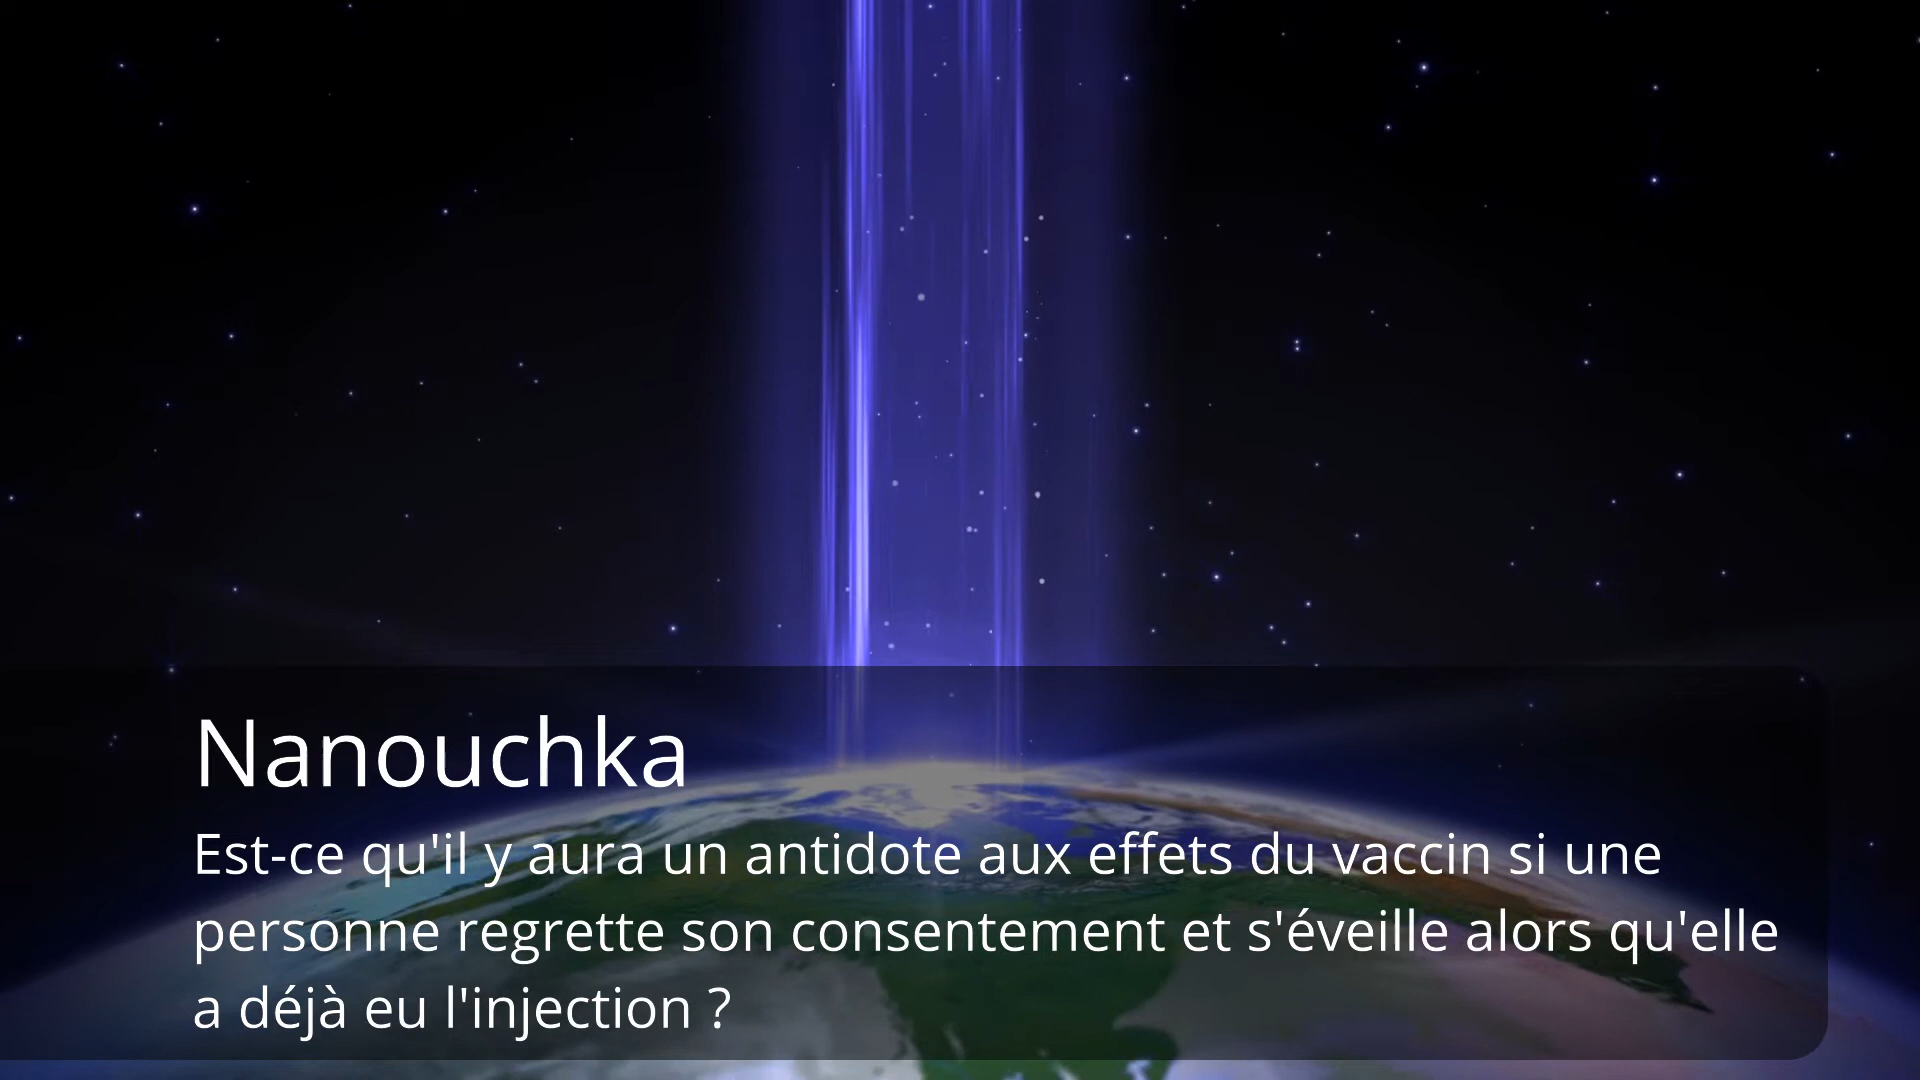 Nanouchka
Est-ce qu'il y aura un antidote aux effets du vaccin si une
personne regrette son consentement et s'éveille alors qu'elle
a déjà eu l'injection ?